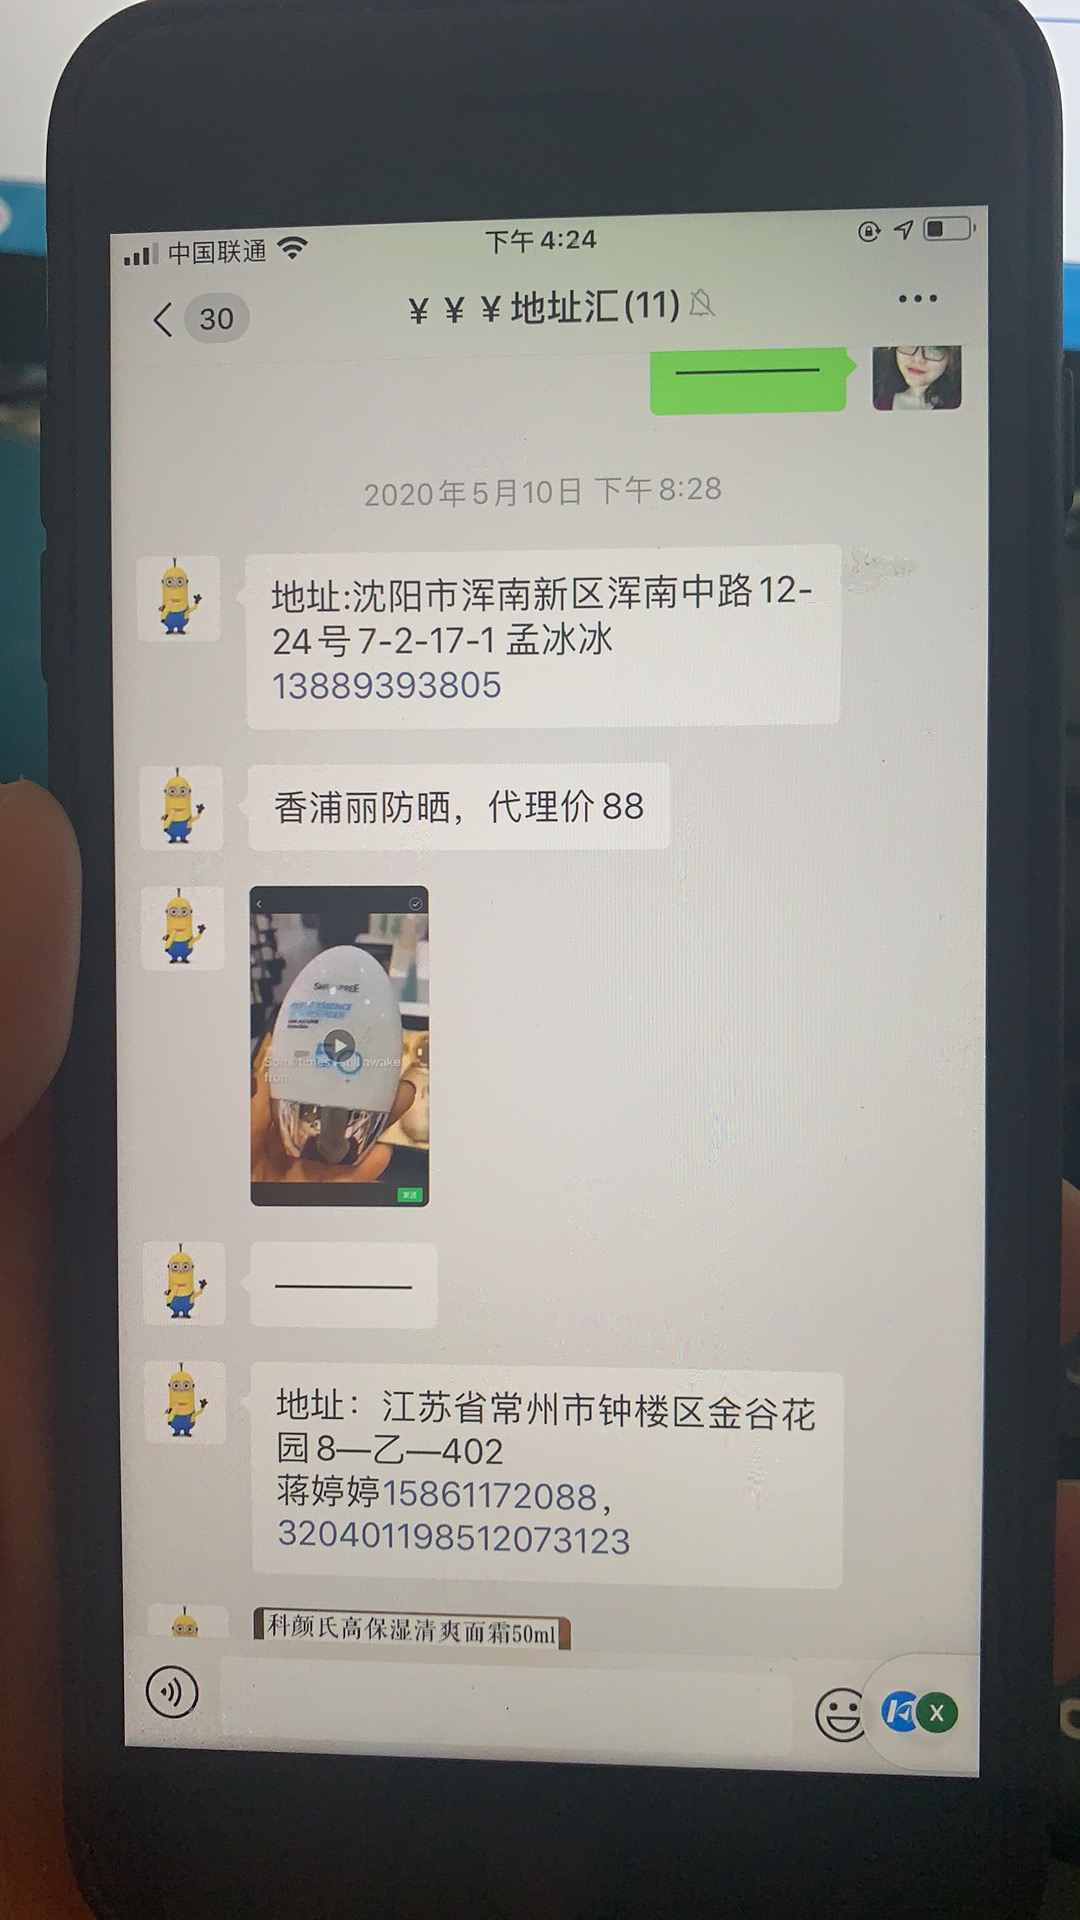 中国联通
下午4:24
30
¥ ¥ ¥地址汇(11)
2020年5月10日 下午8:28
地址:沈阳市浑南新区浑南中路12-
24号7-2-17-1 孟冰冰
13889393805
香浦丽防晒，代理价88
Sometimes I still awake
from
发送
地址：江苏省常州市钟楼区金谷花
园8—乙—402
蒋婷婷15861172088，
320401198512073123
科颜氏高保湿清爽面霜50ml
X